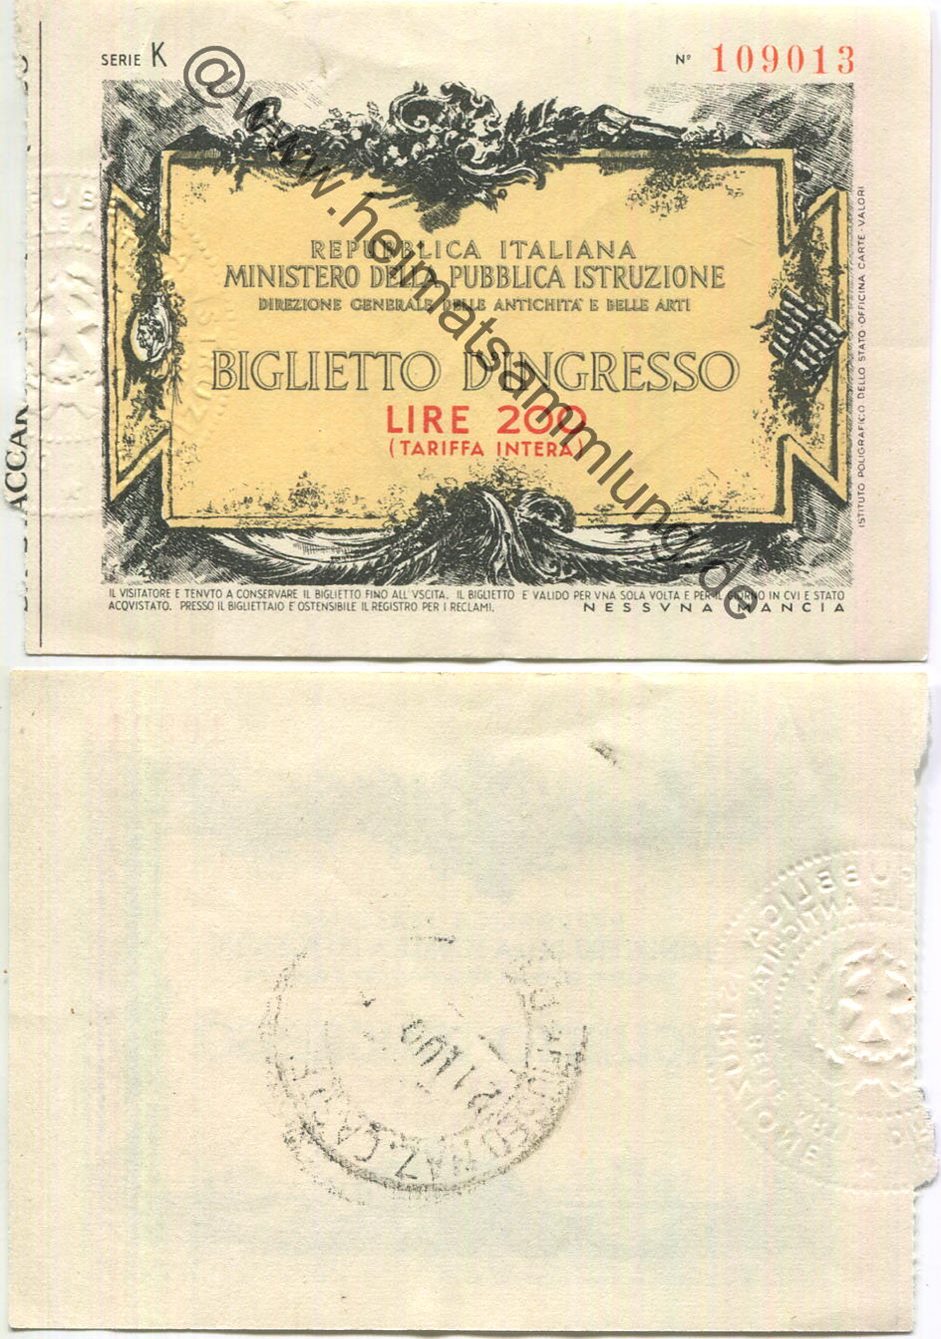 SERIE K
Nº 109013
@www.heimatsammlung.de
REPUBBLICA ITALIANA
MINISTERO DELLA PUBBLICA ISTRUZIONE
DIREZIONE GENERALE DELLE ANTICHITA' E BELLE ARTI
BIGLIETTO D'INGRESSO
LIRE 200
(TARIFFA INTERA)
ISTITUTO POLIGRAFICO DELLO STATO-OFFICINA CARTE-VALORI
IL VISITATORE E TENVTO A CONSERVARE IL BIGLIETTO FINO ALL'VSCITA. IL BIGLIETTO E' VALIDO PER VNA SOLA VOLTA E PER IL GIORNO IN CVI E STATO
ACQVISTATO. PRESSO IL BIGLIETTAIO E' OSTENSIBILE IL REGISTRO PER I RECLAMI. NESSVNA MANCIA